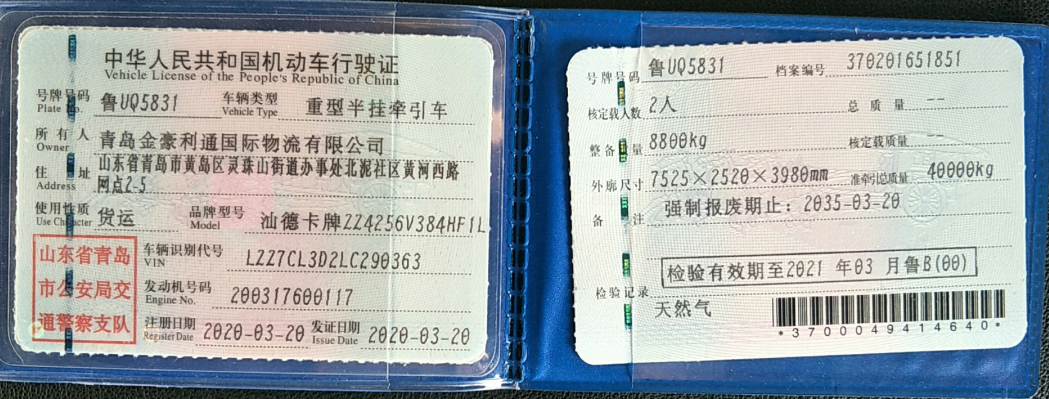 中华人民共和国机动车行驶证
Vehicle License of the People's Republic of China
号牌号码 鲁UQ5831 车辆类型 重型半挂牵引车
Plate No. Vehicle Type
所有人 青岛金豪利通国际物流有限公司
Owner
住址 山东省青岛市黄岛区灵珠山街道办事处北泥社区黄河西路
Address 网点2-5
使用性质 货运 品牌型号 汕德卡牌ZZ4256V384HF1L
Use Character Model
山东省青岛
市公安局交
通警察支队
车辆识别代号 LZZ7CL3D2LC290363
VIN
发动机号码 200317600117
Engine No.
注册日期 2020-03-20 发证日期 2020-03-20
Register Date Issue Date
号牌号码 鲁UQ5831 档案编号 370201651851
核定载人数 2人 总质量 --
整备质量 8800kg 核定载质量 --
外廓尺寸 7525×2520×3980mm 准牵引总质量 40000kg
备注 强制报废期止：2035-03-20
检验有效期至2021 年03 月鲁B(00)
检验记录
天然气
*3700049414640*